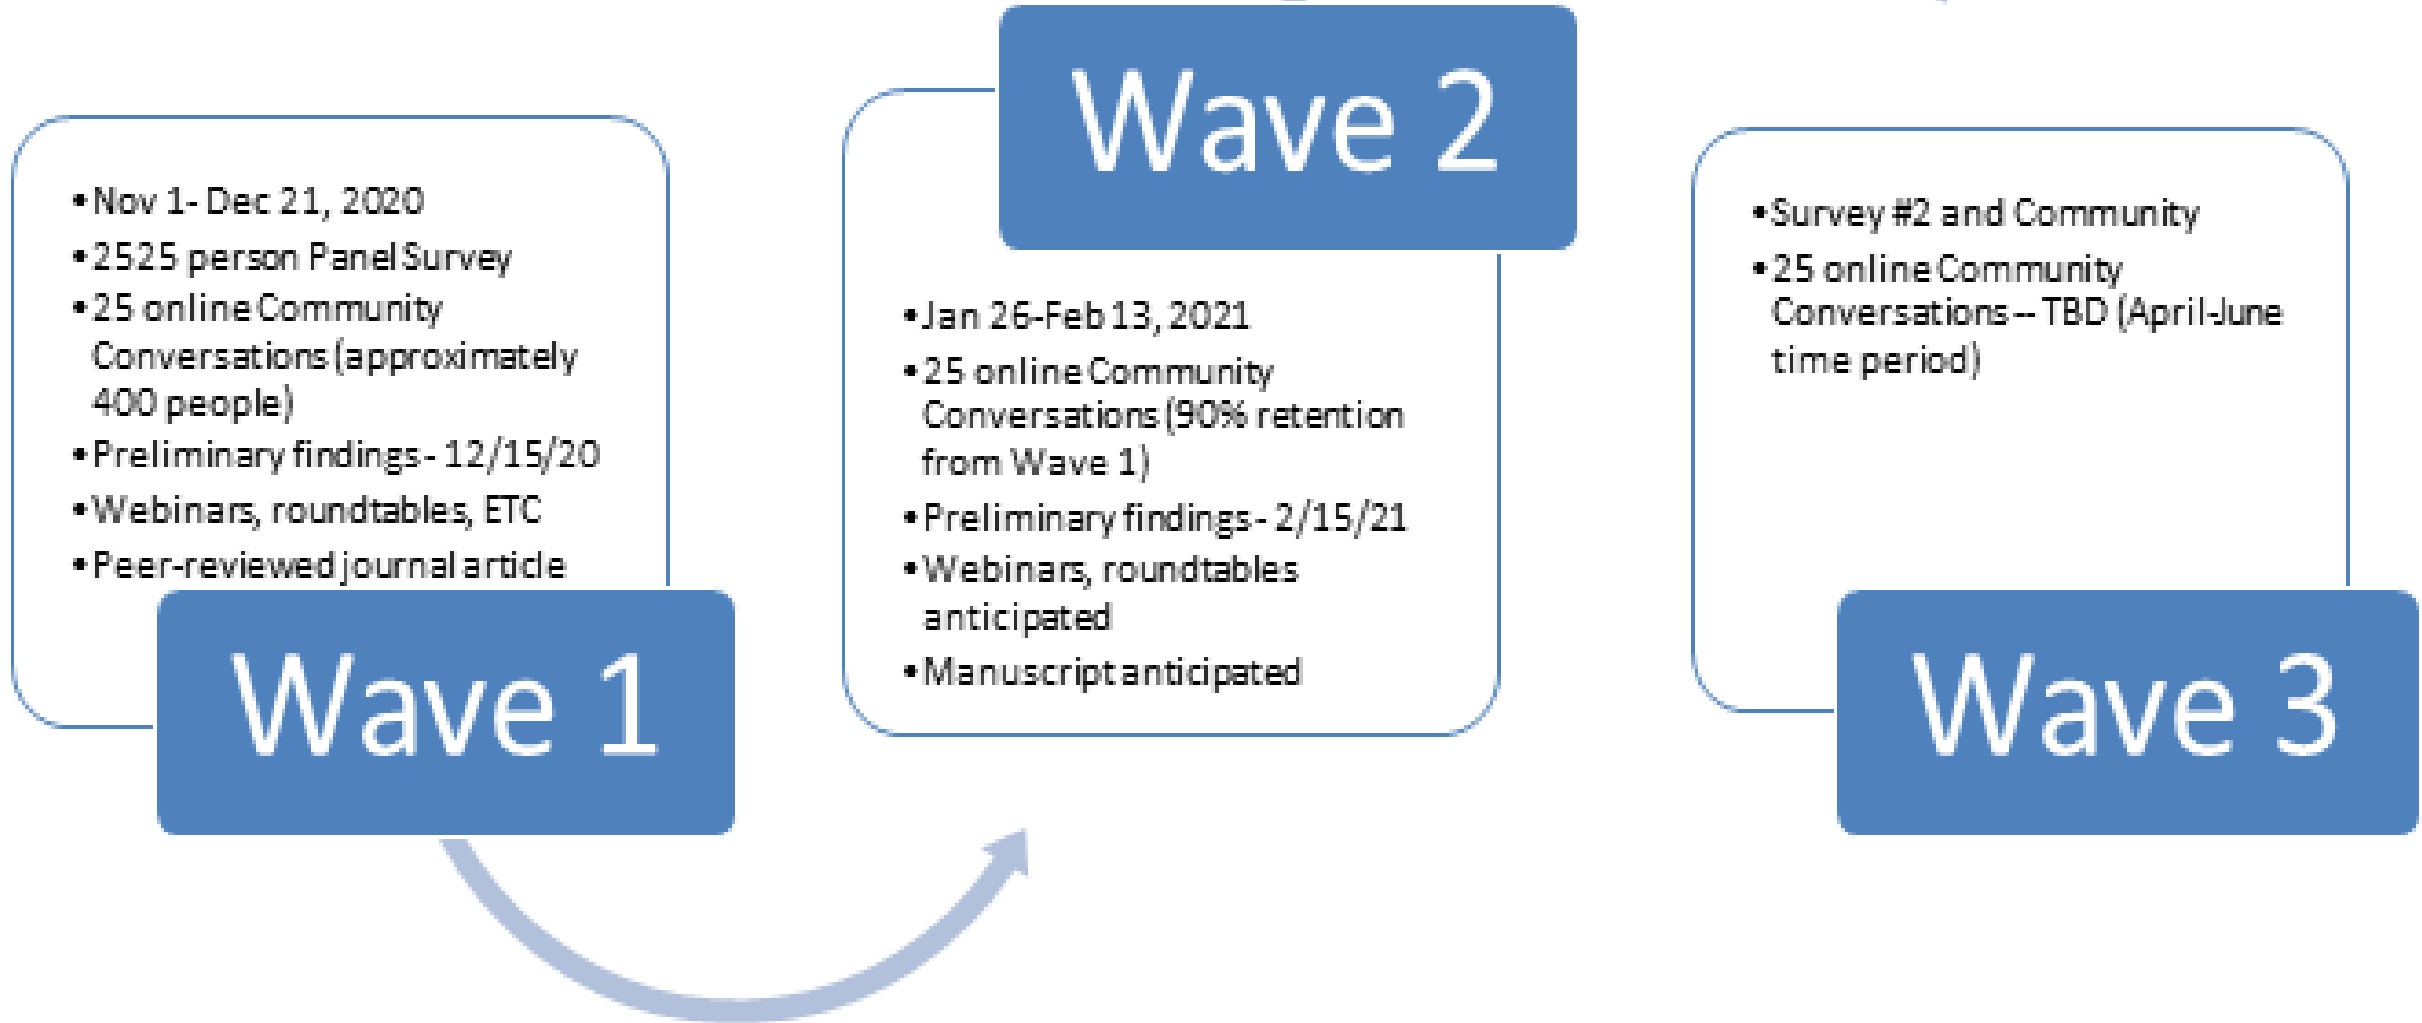 •Nov 1- Dec 21, 2020
•2525 person Panel Survey
•25 online Community
Conversations (approximately
400 people)
•Preliminary findings - 12/15/20
•Webinars, roundtables, ETC
•Peer-reviewed journal article
Wave 1
Wave 2
•Jan 26-Feb 13, 2021
•25 online Community
Conversations (90% retention
from Wave 1)
•Preliminary findings - 2/15/21
•Webinars, roundtables
anticipated
•Manuscript anticipated
•Survey #2 and Community
•25 online Community
Conversations -- TBD (April-June
time period)
Wave 3